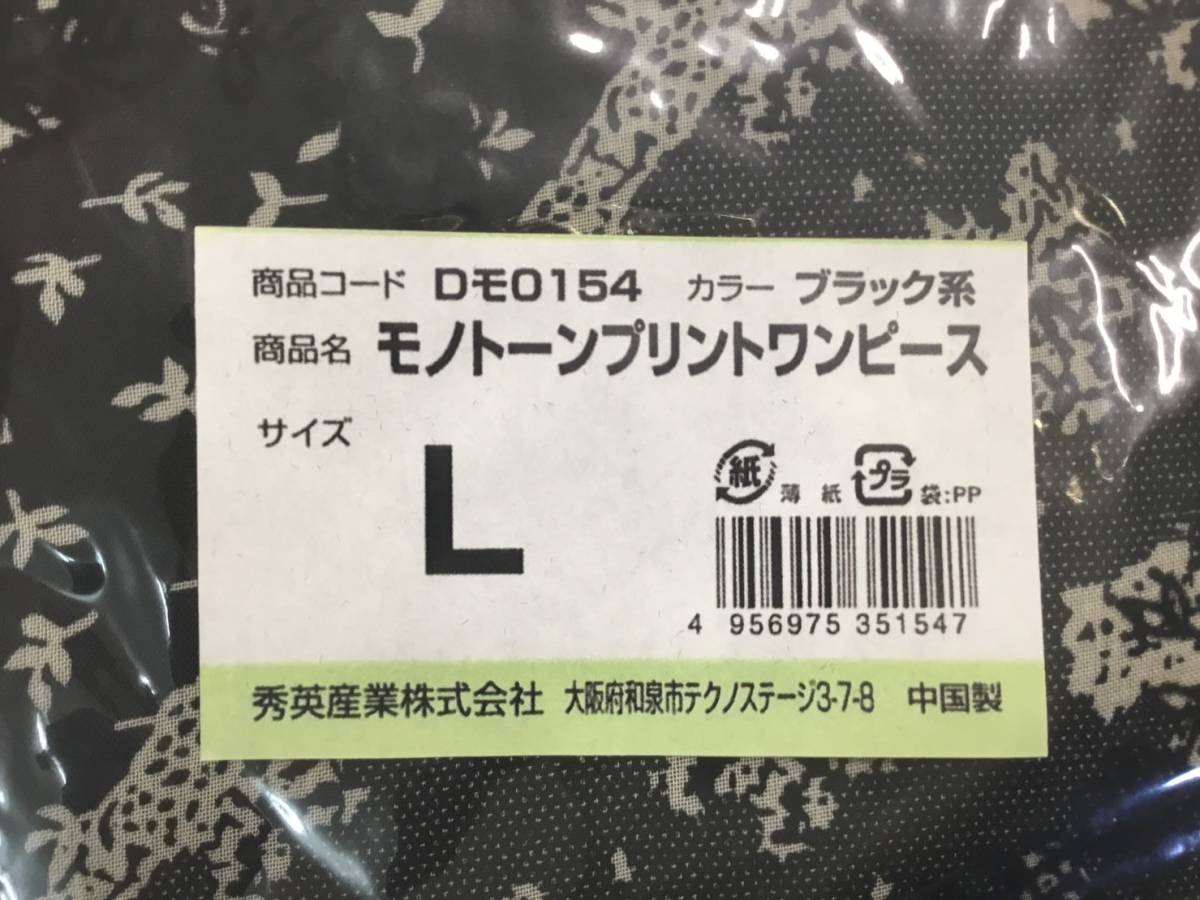 商品コード Dモ0154 カラー ブラック系
商品名 モノトーンプリントワンピース
サイズ L
紙 薄紙 プラ 袋:PP
4 956975 351547
秀英産業株式会社 大阪府和泉市テクノステージ3-7-8 中国製